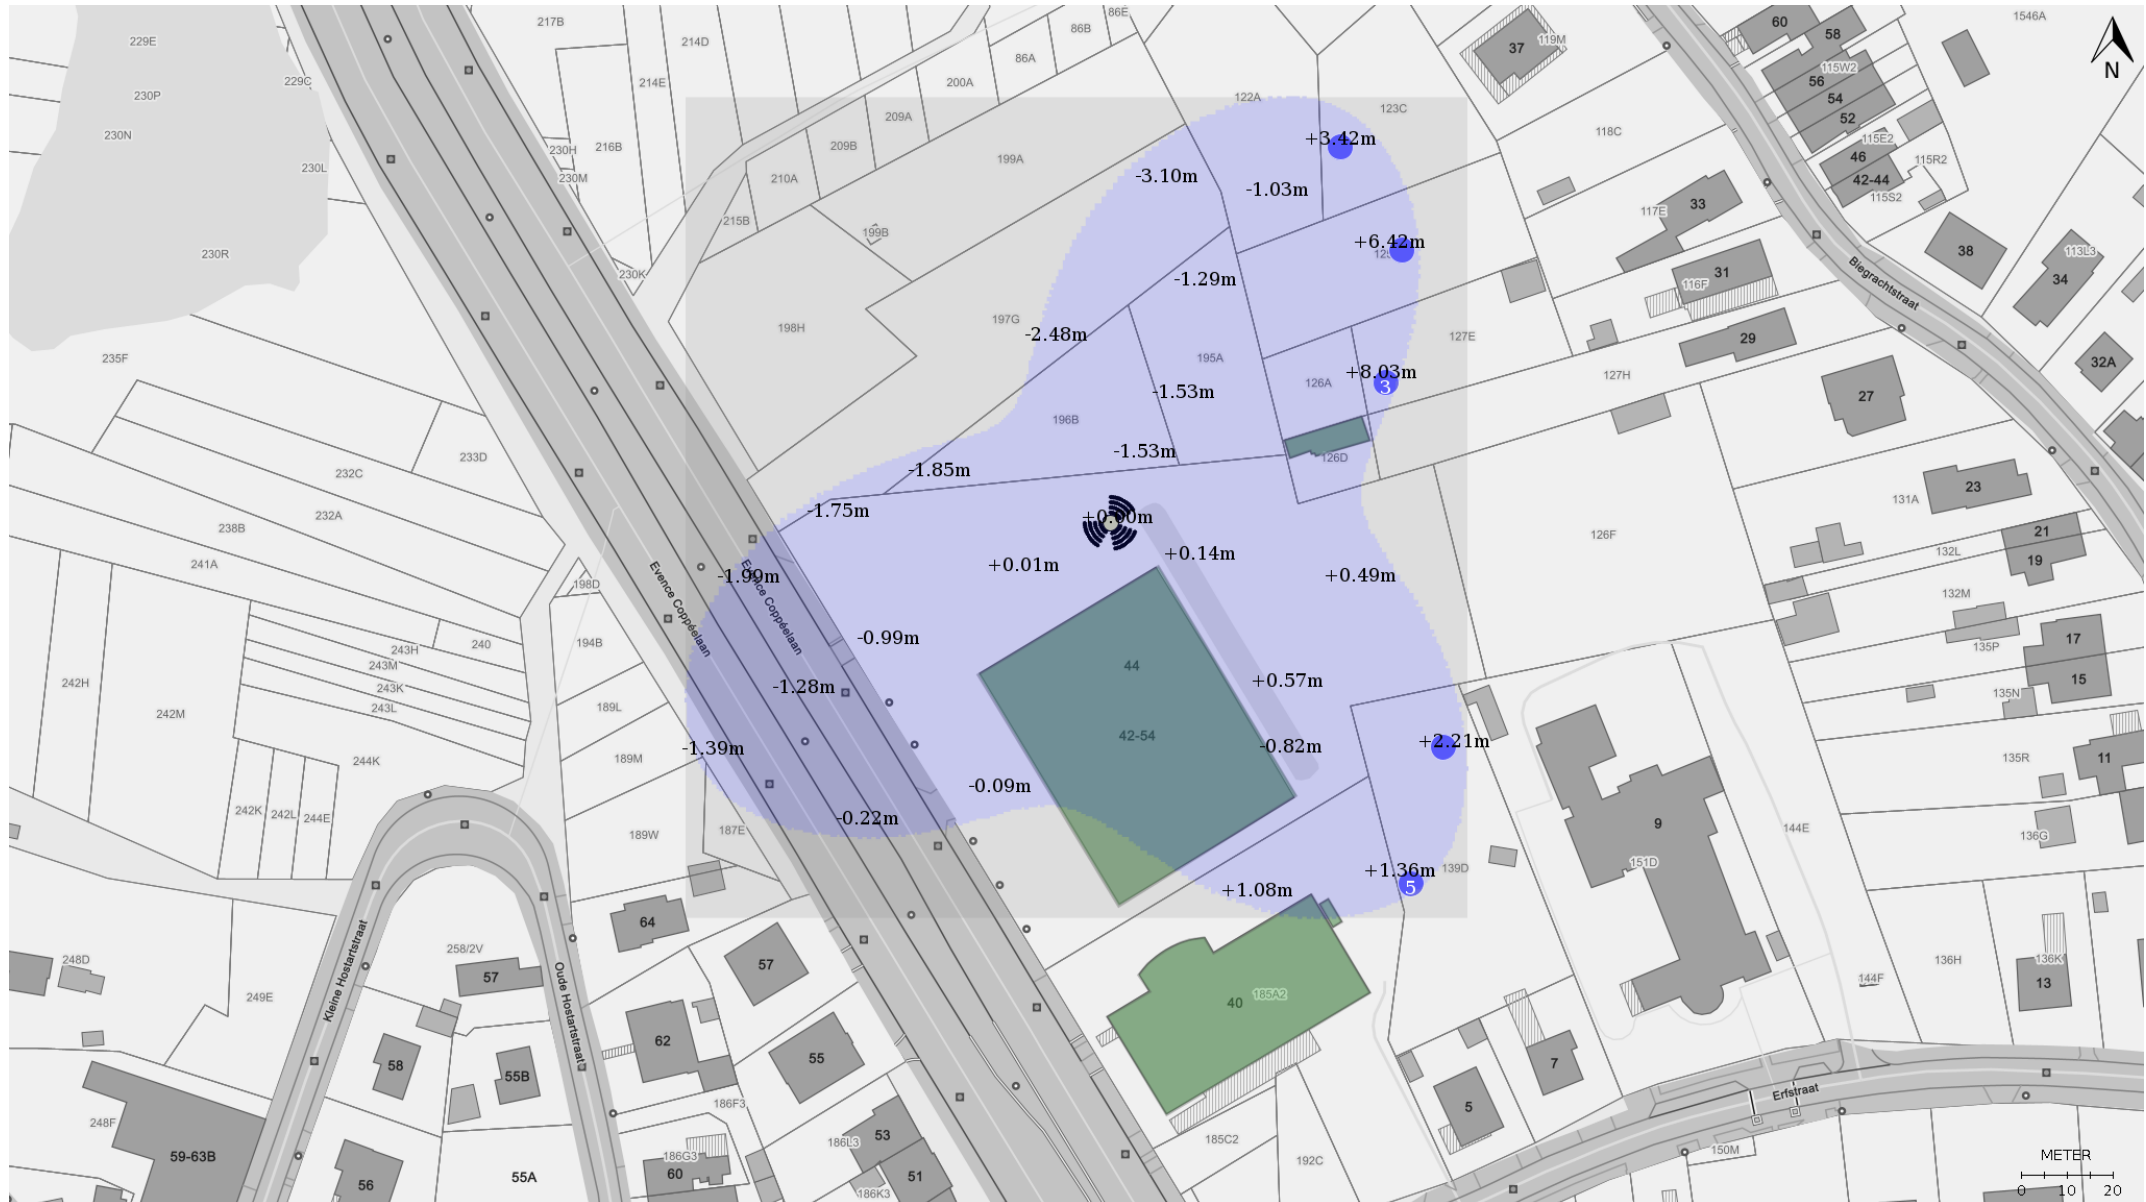 217B
86E
60
1546A
229E
214D
86B
58
37
119M
N
86A
115W2
229C
214E
200A
56
230P
122A
123C
54
209A
52
230N
118C
115E2
216B
209B
+3.42m
230H
199A
46
115R2
230L
230M
210A
-3.10m
-1.03m
42-44
115S2
215B
33
117E
199B
+6.42m
38
113L3
230R
125
31
230K
-1.29m
116F
34
Biegrachtstraat
197G
198H
-2.48m
127E
29
235F
195A
32A
+8.03m
3
126A
127H
-1.53m
27
196B
-1.53m
233D
126D
232C
-1.85m
23
131A
-1.75m
232A
+0.00m
238B
126F
21
+0.14m
132L
241A
+0.01m
19
-1.99m
+0.49m
198D
132M
Evence Coppéelaan
Evence Coppéelaan
-0.99m
17
194B
240
243H
135P
243M
44
242H
+0.57m
15
243K
-1.28m
135N
189L
243L
242M
42-54
-1.39m
-0.82m
+2.21m
189M
135R
11
244K
-0.09m
242K
242L
244E
-0.22m
9
144E
189W
187E
136G
151D
139D
+1.36m
5
+1.08m
64
258/2V
248D
57
57
136H
136K
144F
13
249E
Kleine Hostartstraat
Oude Hostartstraat
40
185A2
62
55
7
58
55B
Erfstraat
186F3
5
248F
53
186L3
185C2
150M
METER
59-63B
186G3
192C
55A
60
51
56
186K3
0 10 20